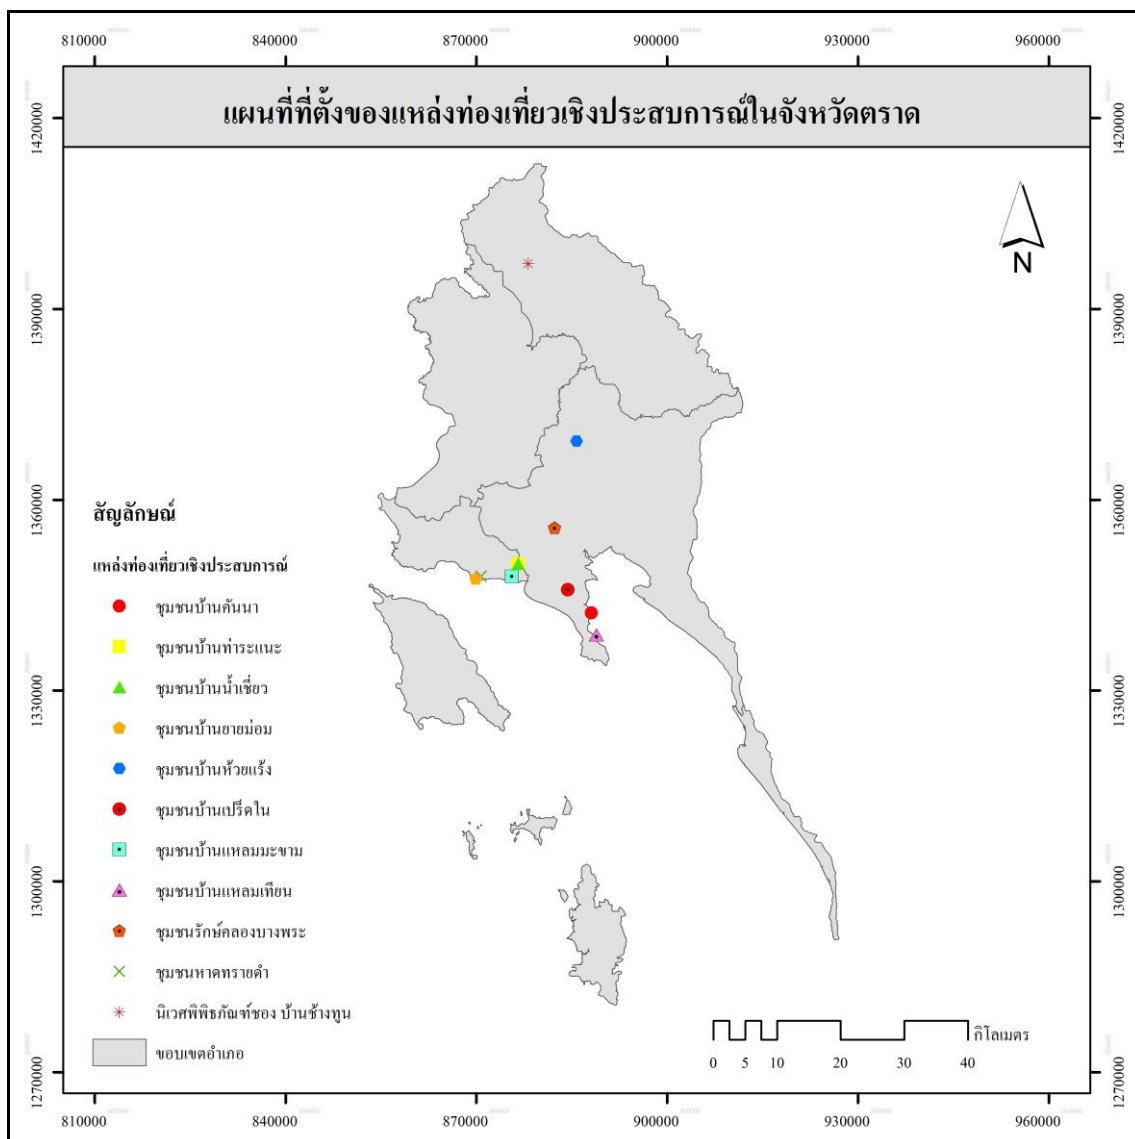 810000 840000 870000 900000 930000 960000
แผนที่ที่ตั้งของแหล่งท่องเที่ยวเชิงประสบการณ์ในจังหวัดตราด
1420000 1420000
N
1390000 1390000
1360000 1360000
สัญลักษณ์
แหล่งท่องเที่ยวเชิงประสบการณ์
ชุมชนบ้านคันนา
ชุมชนบ้านท่าระแนะ
ชุมชนบ้านน้ำเชี่ยว
1330000 1330000
ชุมชนบ้านยายม่อม
ชุมชนบ้านห้วยแร้ง
ชุมชนบ้านเปร็ดใน
ชุมชนบ้านแหลมมะขาม
1300000 1300000
ชุมชนบ้านแหลมเทียน
ชุมชนรักษ์คลองบางพระ
ชุมชนหาดทรายดำ
นิเวศพิพิธภัณฑ์ชอง บ้านช้างทูน
ขอบเขตอำเภอ
กิโลเมตร
0 5 10 20 30 40
1270000 1270000
810000 840000 870000 900000 930000 960000